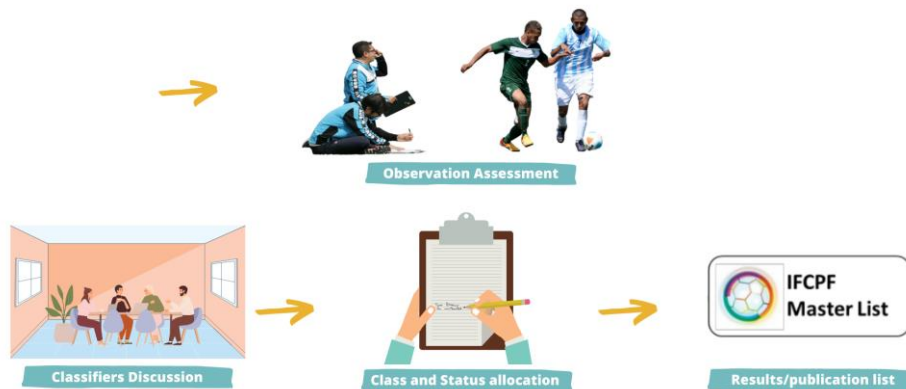 Observation Assessment
IFCPF
Master List
Classifiers Discussion
Class and Status allocation
Results/publication list